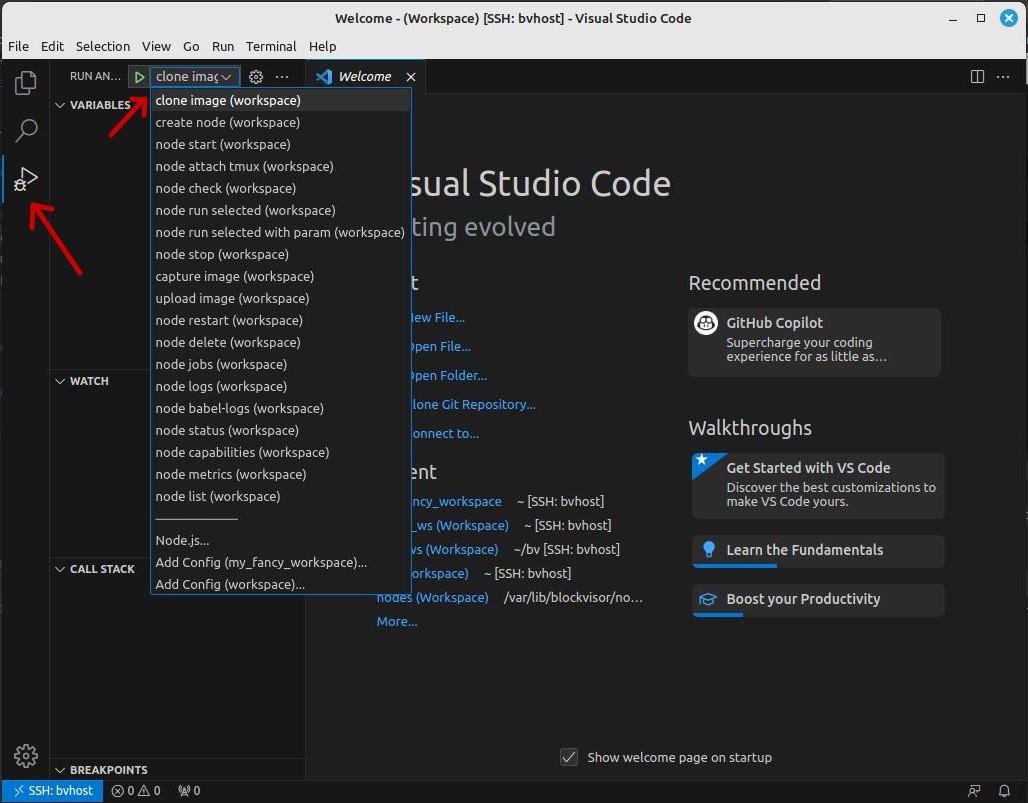 Welcome - (Workspace) [SSH: bvhost] - Visual Studio Code
File Edit Selection View Go Run Terminal Help
RUN AN... clone imag
Welcome
VARIABLES
clone image (workspace)
create node (workspace)
node start (workspace)
node attach tmux (workspace)
node check (workspace)
node run selected (workspace)
node run selected with param (workspace)
node stop (workspace)
capture image (workspace)
upload image (workspace)
node restart (workspace)
node delete (workspace)
node jobs (workspace)
node logs (workspace)
node babel-logs (workspace)
node status (workspace)
node capabilities (workspace)
node metrics (workspace)
node list (workspace)
Node.js...
Add Config (my_fancy_workspace)...
Add Config (workspace)...
WATCH
CALL STACK
BREAKPOINTS
sual Studio Code
ting evolved
t
ew File...
pen File...
pen Folder...
lone Git Repository...
onnect to...
ent
ncy_workspace ~ [SSH: bvhost]
_ws (Workspace) ~ [SSH: bvhost]
ws (Workspace) ~/bv [SSH: bvhost]
orkspace) ~ [SSH: bvhost]
nodes (Workspace) /var/lib/blockvisor/no...
More...
Recommended
GitHub Copilot
Supercharge your coding
experience for as little as...
Walkthroughs
Get Started with VS Code
Discover the best customizations to
make VS Code yours.
Learn the Fundamentals
Boost your Productivity
Show welcome page on startup
SSH: bvhost 0 0 0